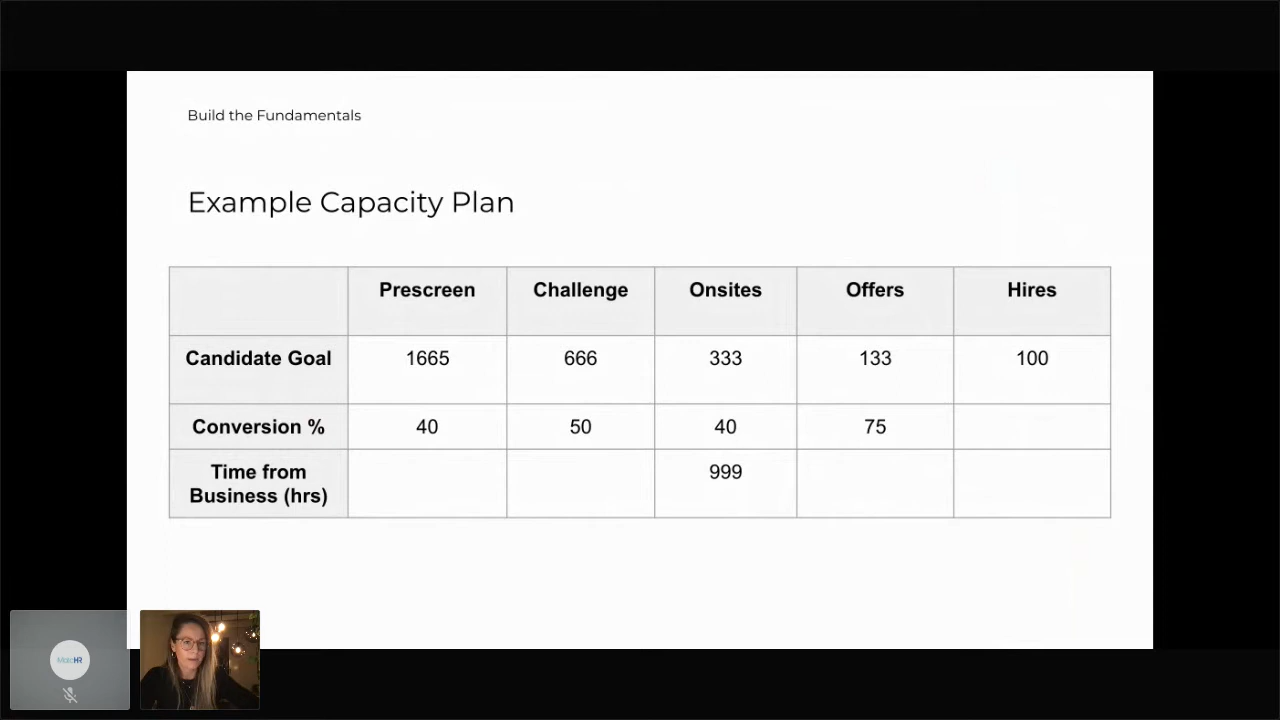 Build the Fundamentals
Example Capacity Plan
Prescreen Challenge Onsites Offers Hires
Candidate Goal 1665 666 333 133 100
Conversion % 40 50 40 75
Time from 999
Business (hrs)